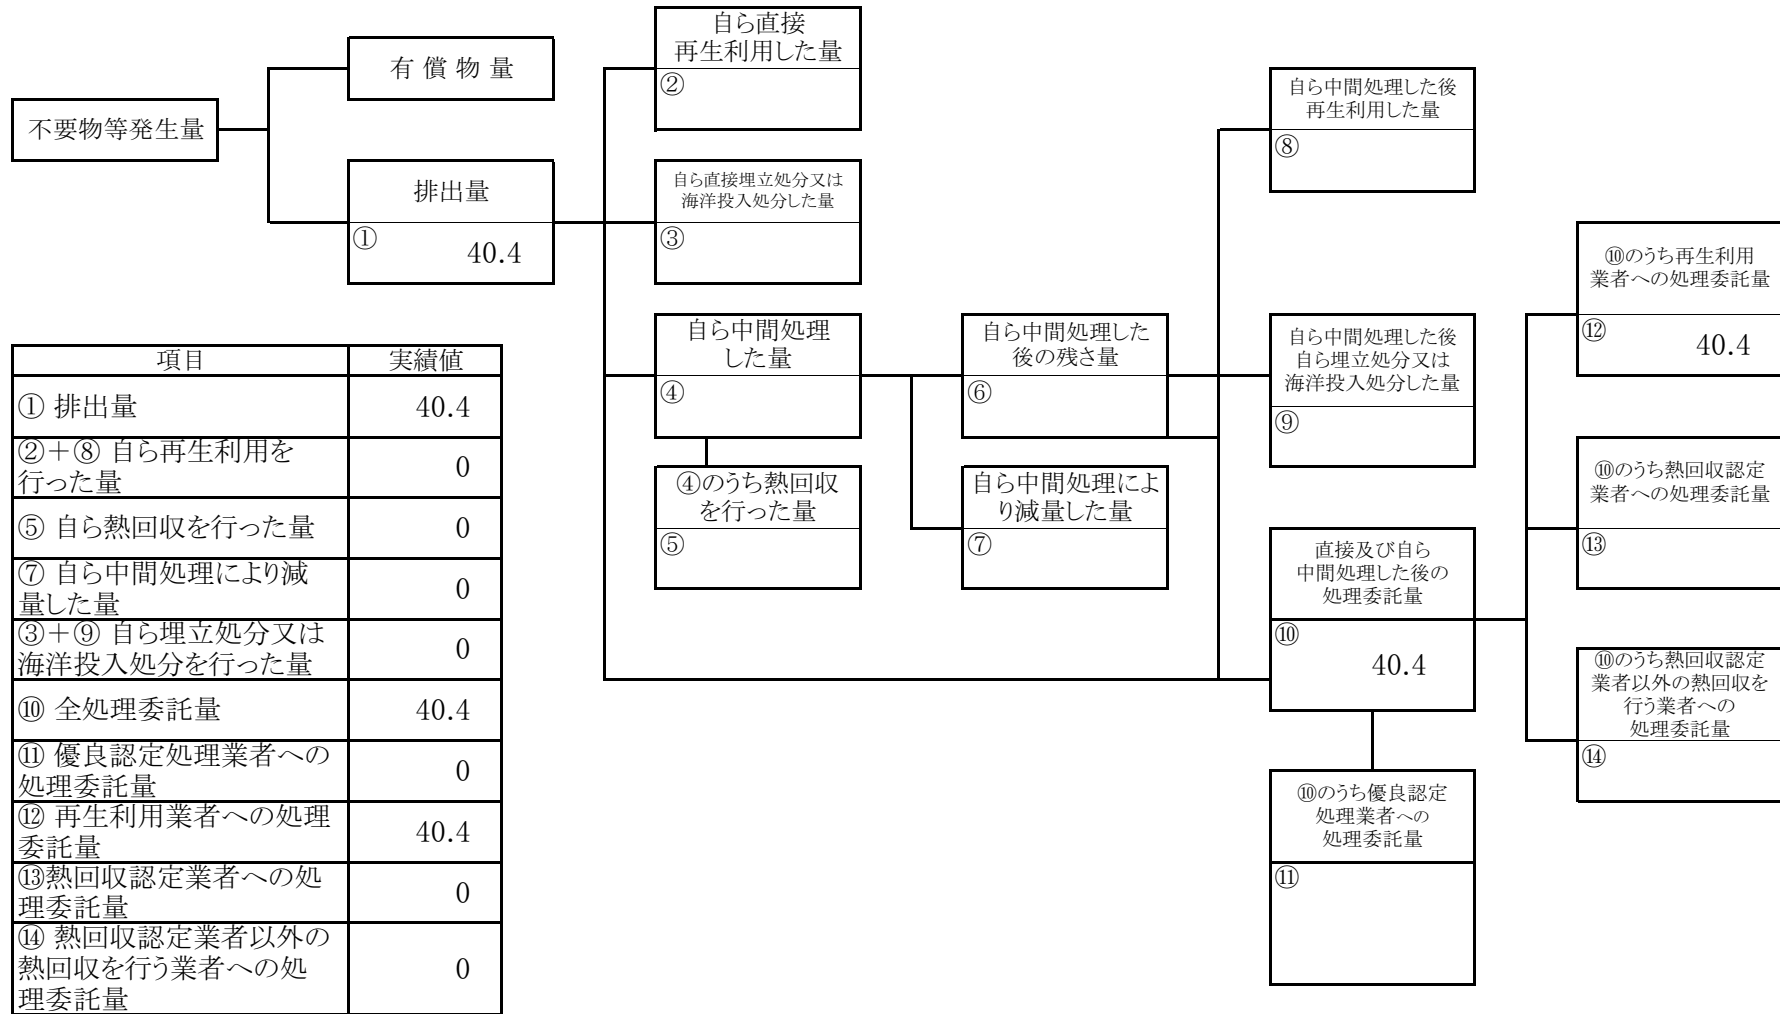 不要物等発生量
有償物量
排出量
①
40.4
自ら直接
再生利用した量
②
自ら直接埋立処分又は
海洋投入処分した量
③
自ら中間処理
した量
④
④のうち熱回収
を行った量
⑤
自ら中間処理した
後の残さ量
⑥
自ら中間処理によ
り減量した量
⑦
自ら中間処理した後
再生利用した量
⑧
自ら中間処理した後
自ら埋立処分又は
海洋投入処分した量
⑨
直接及び自ら
中間処理した後の
処理委託量
⑩
40.4
⑩のうち優良認定
処理業者への
処理委託量
⑪
⑩のうち再生利用
業者への処理委託量
⑫
40.4
⑩のうち熱回収認定
業者への処理委託量
⑬
⑩のうち熱回収認定
業者以外の熱回収を
行う業者への
処理委託量
⑭
項目 実績値
① 排出量 40.4
②＋⑧ 自ら再生利用を
行った量 0
⑤ 自ら熱回収を行った量 0
⑦ 自ら中間処理により減
量した量 0
③＋⑨ 自ら埋立処分又は
海洋投入処分を行った量 0
⑩ 全処理委託量 40.4
⑪ 優良認定処理業者への
処理委託量 0
⑫ 再生利用業者への処理
委託量 40.4
⑬熱回収認定業者への処
理委託量 0
⑭ 熱回収認定業者以外の
熱回収を行う業者への処
理委託量 0